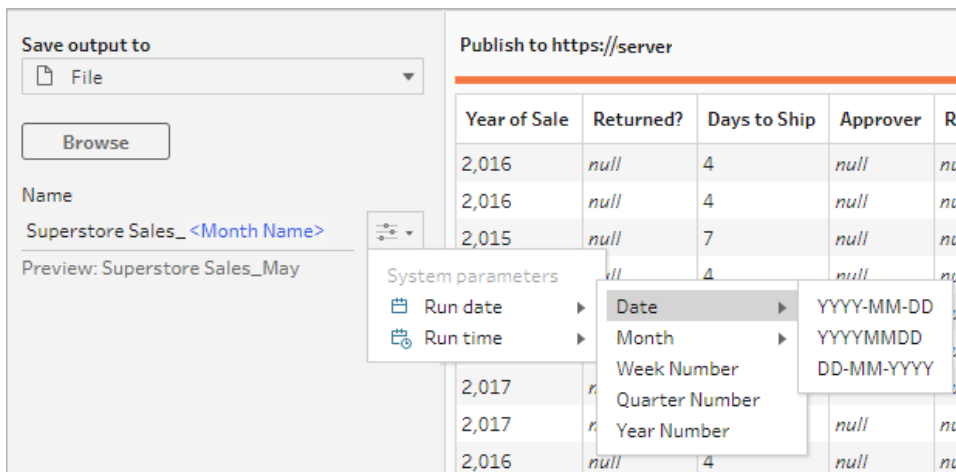 Save output to
File
Browse
Name
Superstore Sales_ <Month Name>
Preview: Superstore Sales_May
Publish to https://server
Year of Sale Returned? Days to Ship Approver R
2,016 null 4 null
2,016 null 4 null
2,015 null 7 null
4 null
System parameters
Run date
Run time
Date
Month
Week Number
Quarter Number
Year Number
YYYY-MM-DD
YYYYMMDD
DD-MM-YYYY
2,017
2,017 null
2,016 null 4 null